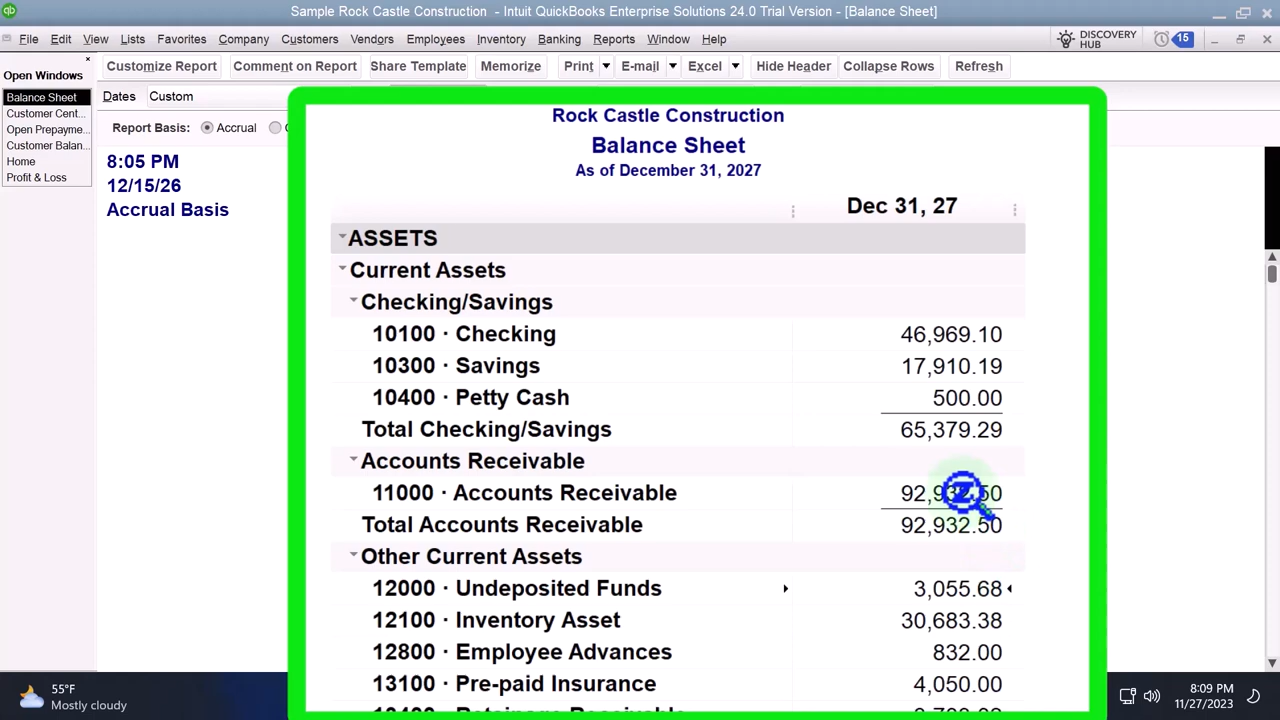 Sample Rock Castle Construction - Intuit QuickBooks Enterprise Solutions 24.0 Trial Version - [Balance Sheet]
File Edit View Lists Favorites Company Customers Vendors Employees Inventory Banking Reports Window Help
DISCOVERY HUB 15
Open Windows
Balance Sheet
Customer Cent...
Open Prepayme...
Customer Balan...
Home
Profit & Loss
Customize Report Comment on Report Share Template Memorize Print E-mail Excel Hide Header Collapse Rows Refresh
Dates Custom
Report Basis: Accrual
8:05 PM
12/15/26
Accrual Basis
Rock Castle Construction
Balance Sheet
As of December 31, 2027
Dec 31, 27
ASSETS
Current Assets
Checking/Savings
10100 · Checking 46,969.10
10300 · Savings 17,910.19
10400 · Petty Cash 500.00
Total Checking/Savings 65,379.29
Accounts Receivable
11000 · Accounts Receivable 92,932.50
Total Accounts Receivable 92,932.50
Other Current Assets
12000 · Undeposited Funds 3,055.68
12100 · Inventory Asset 30,683.38
12800 · Employee Advances 832.00
13100 · Pre-paid Insurance 4,050.00
55°F
Mostly cloudy
8:09 PM
11/27/2023